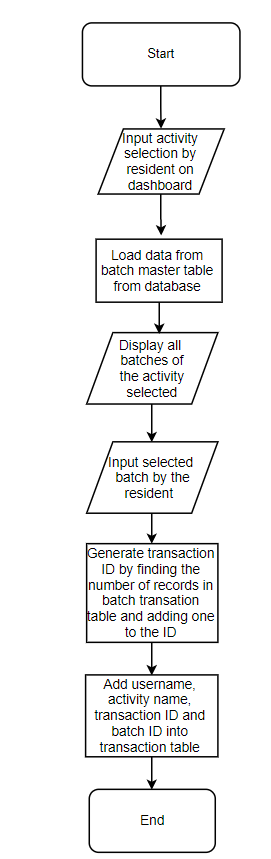 Start
Input activity
selection by
resident on
dashboard
Load data from
batch master table
from database
Display all
batches of
the activity
selected
Input selected
batch by the
resident
Generate transaction
ID by finding the
number of records in
batch transation
table and adding one
to the ID
Add username,
activity name,
transaction ID and
batch ID into
transaction table
End